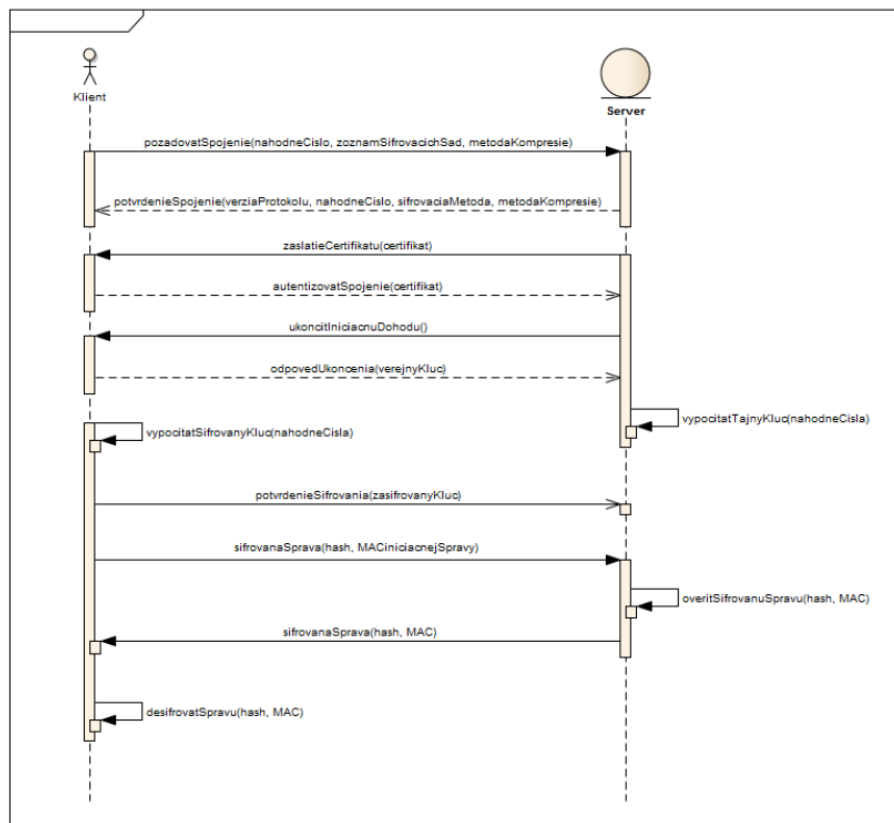 Klient
Server
pozadovatSpojenie(nahodneCislo, zoznamSifrovacichSad, metodaKompresie)
potvrdenieSpojenie(verziaProtokolu, nahodneCislo, sifrovaciaMetoda, metodaKompresie)
zaslatieCertifikatu(certifikat)
autentizovatSpojenie(certifikat)
ukoncitIniciacnuDohodu()
odpovedUkoncenia(verejnyKluc)
vypocitatTajnyKluc(nahodneCisla)
vypocitatSifrovanyKluc(nahodneCisla)
potvrdenieSifrovania(zasifrovanyKluc)
sifrovanaSprava(hash, MACiniciacnejSpravy)
overitSifrovanuSpravu(hash, MAC)
sifrovanaSprava(hash, MAC)
desifrovatSpravu(hash, MAC)